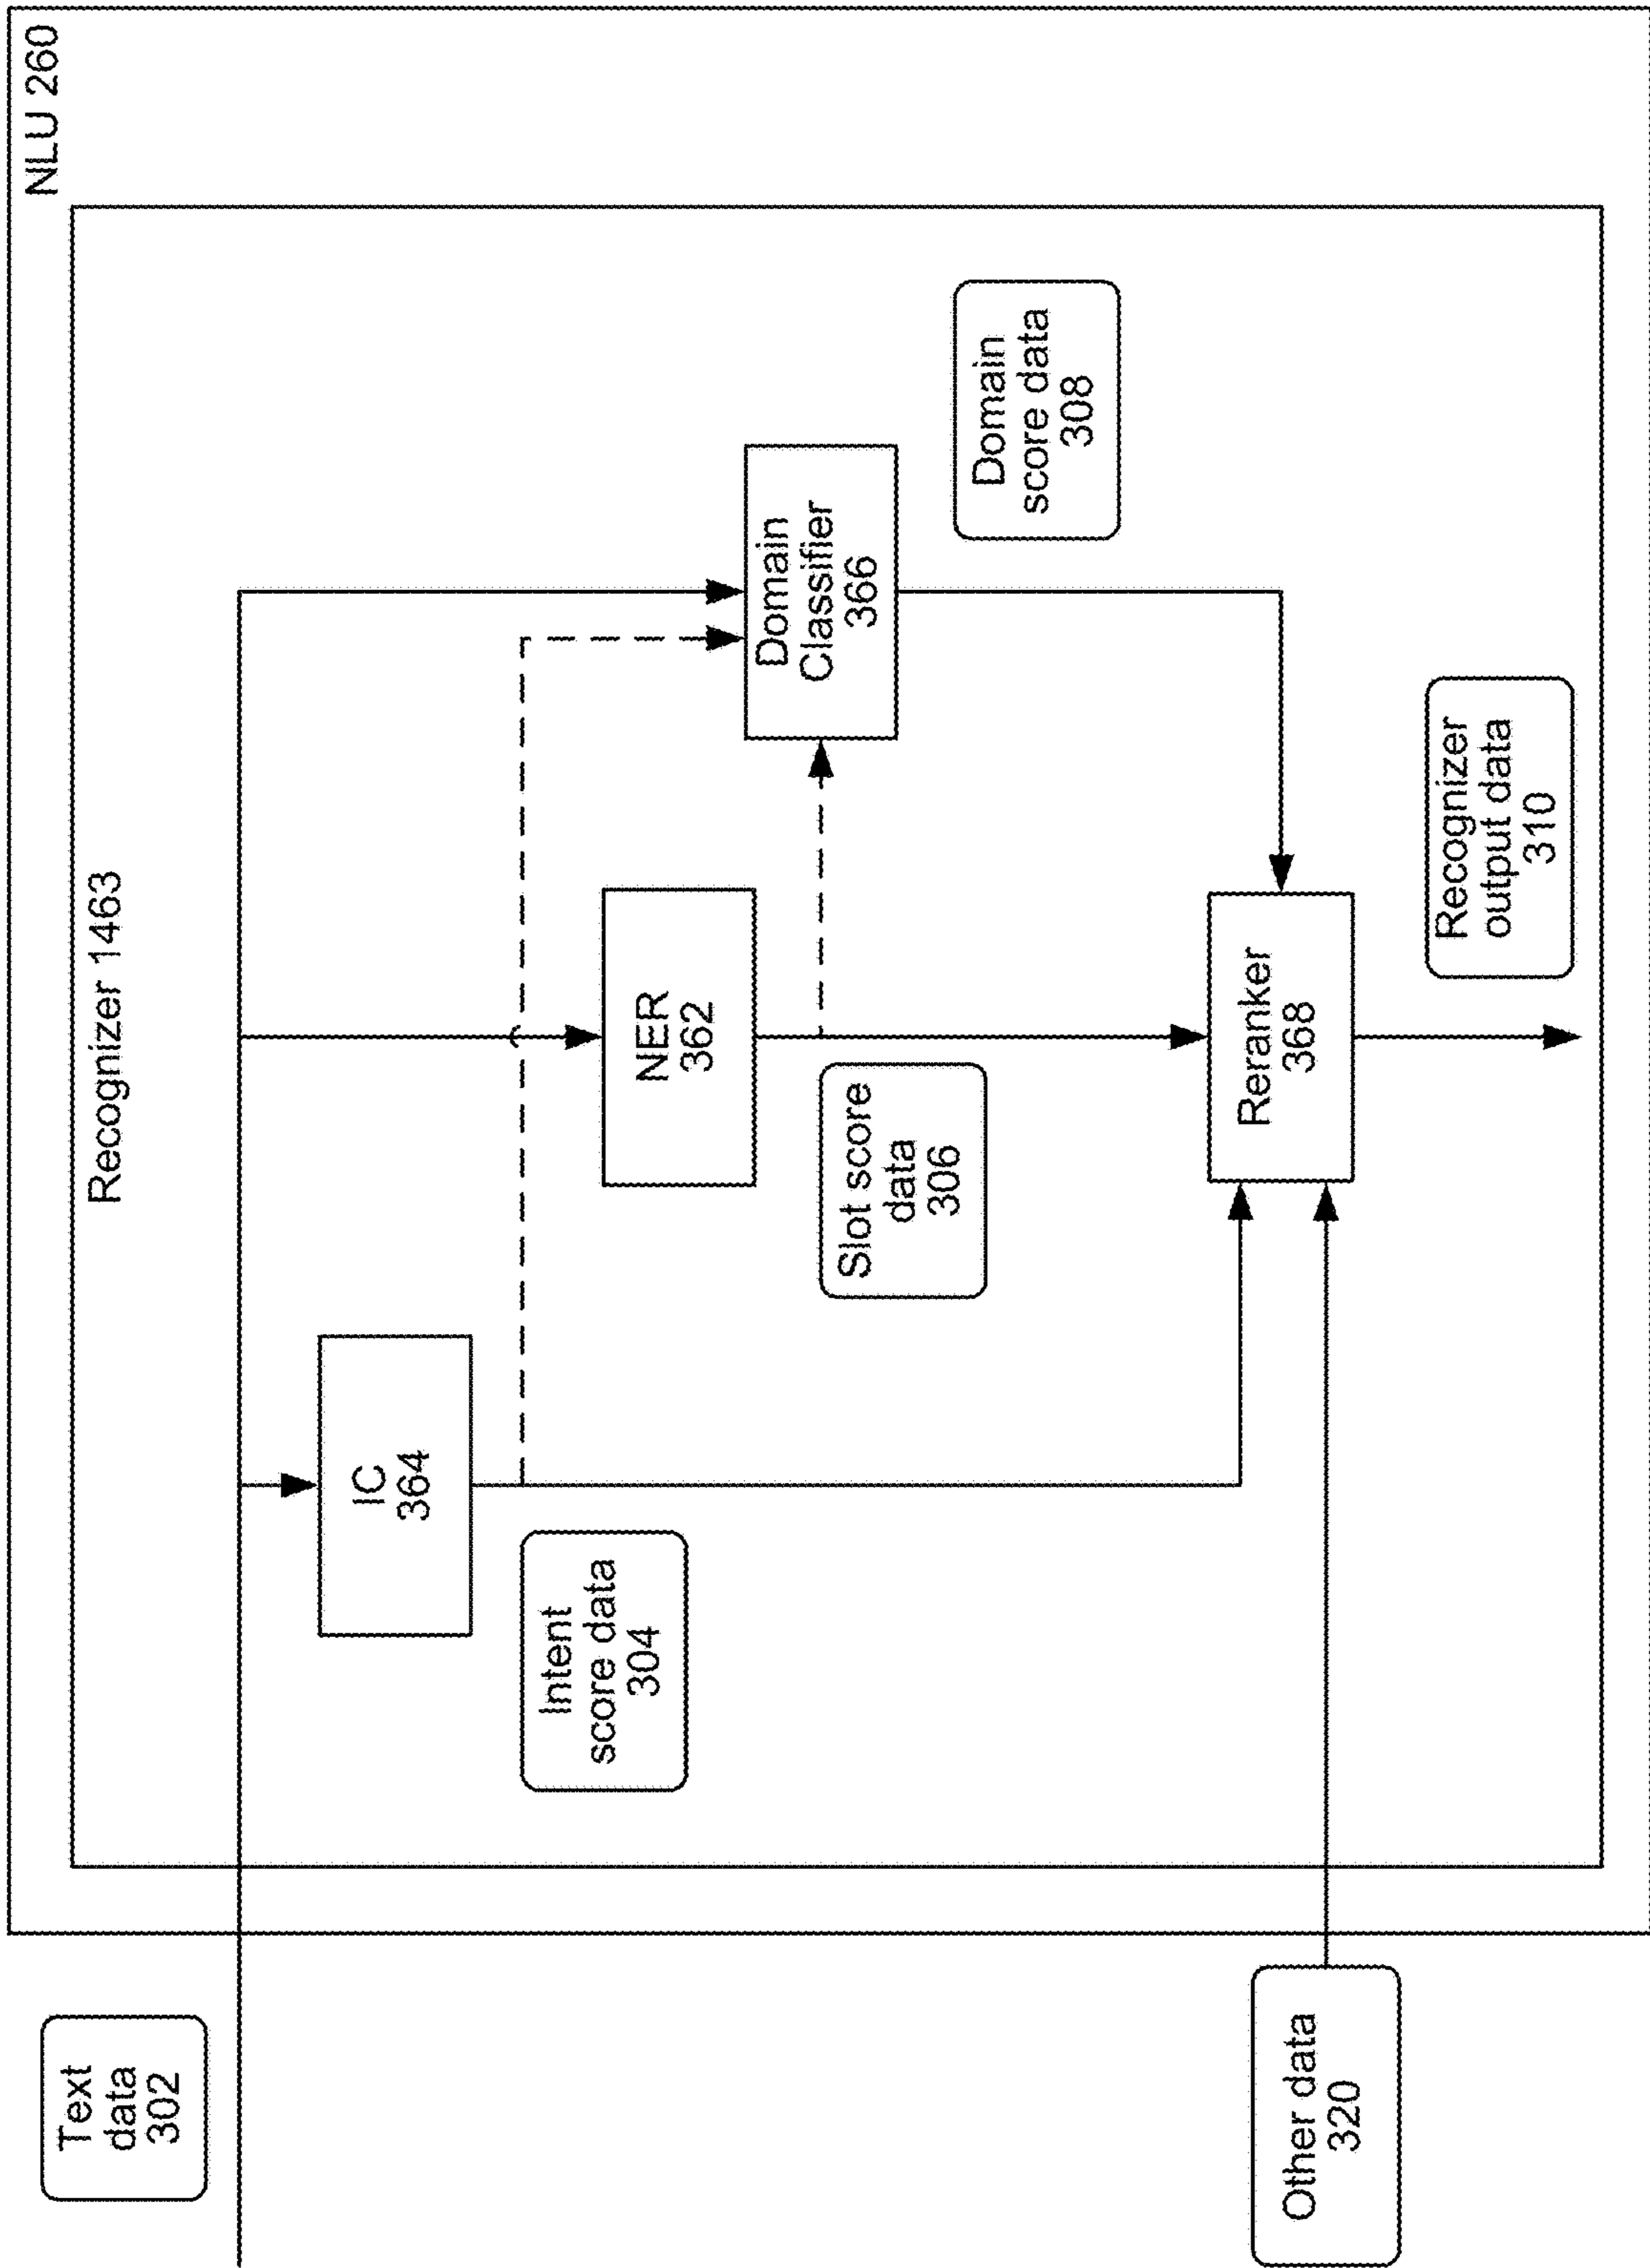 NLU 260
Recognizer 1463
Text
data
302
IC
364
Intent
score data
304
NER
362
Slot score
data
306
Domain
Classifier
366
Domain
score data
308
Other data
320
Reranker
368
Recognizer
output data
310